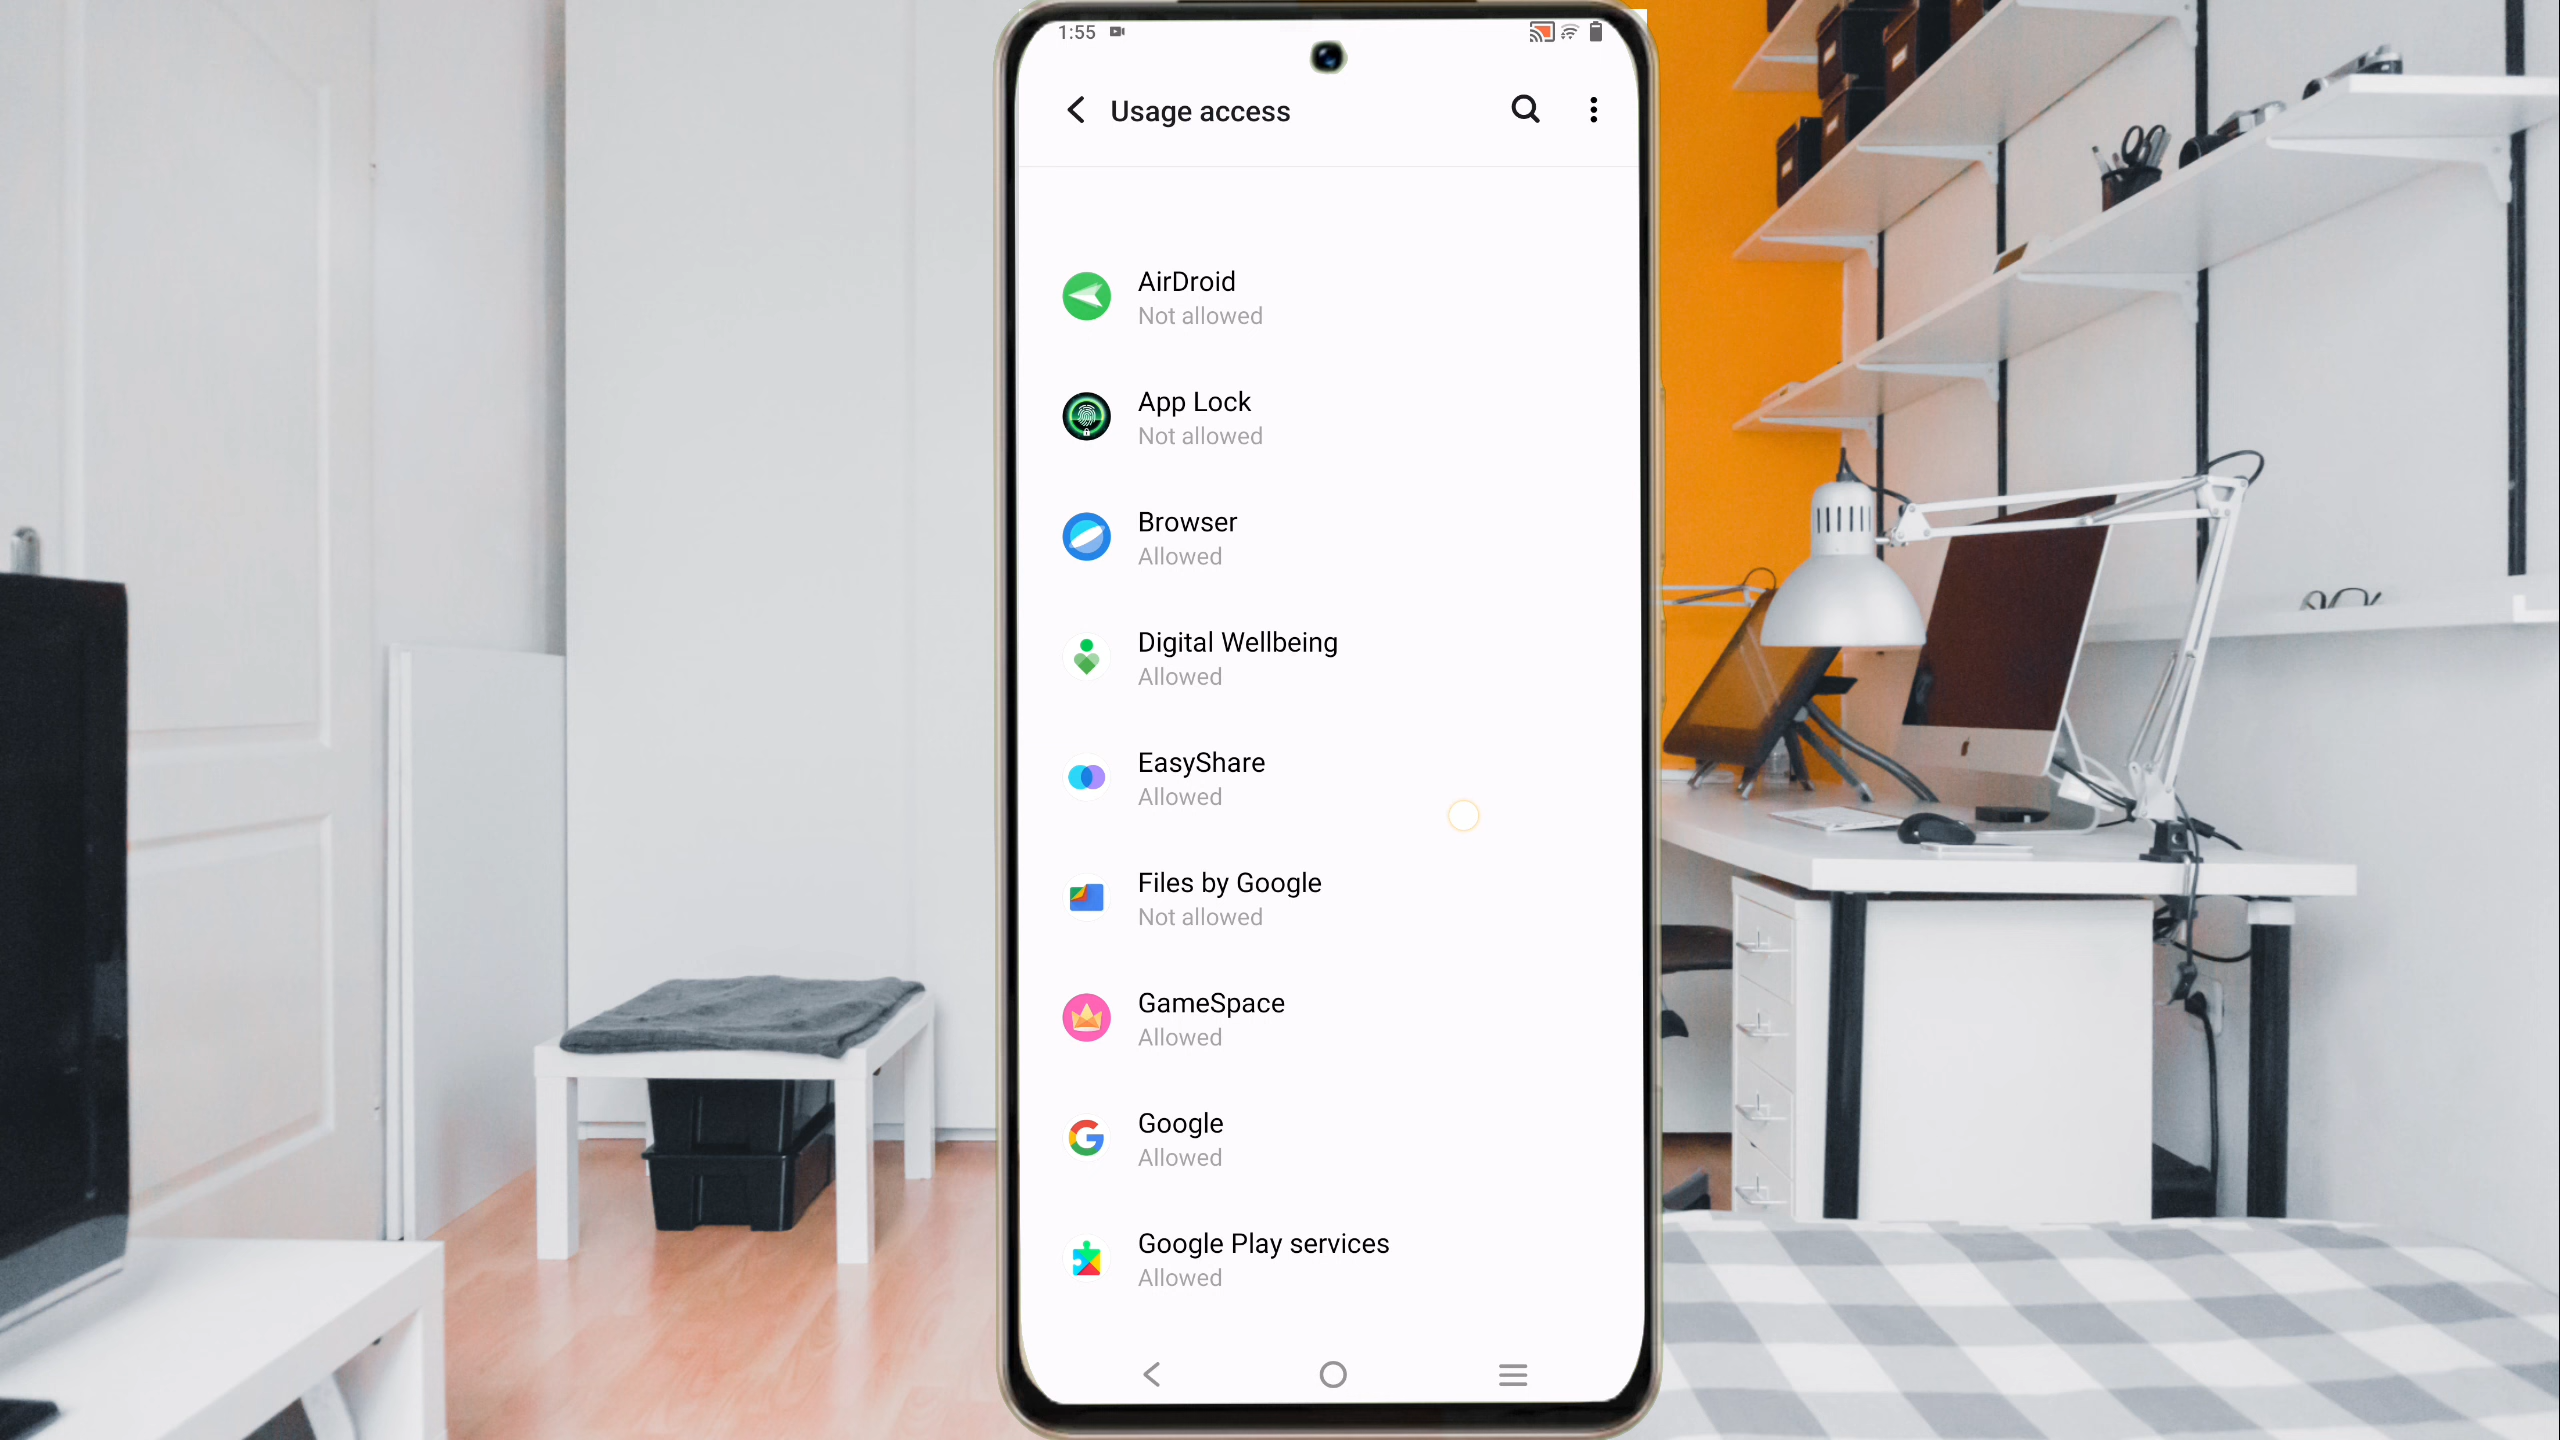 1:55
Usage access
AirDroid
Not allowed
App Lock
Not allowed
Browser
Allowed
Digital Wellbeing
Allowed
EasyShare
Allowed
Files by Google
Not allowed
GameSpace
Allowed
Google
Allowed
Google Play services
Allowed